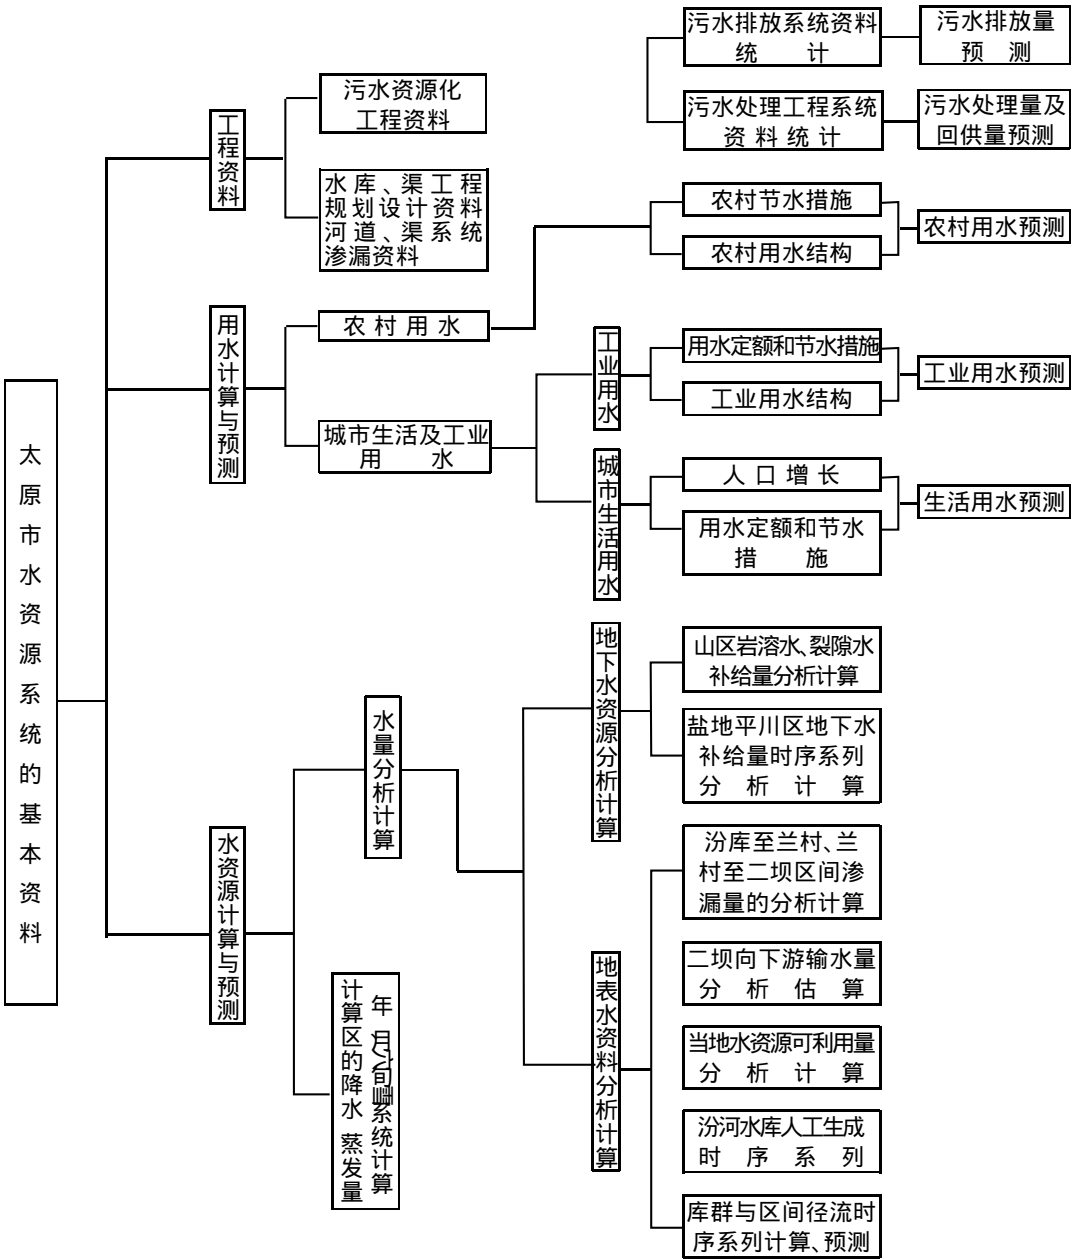 太原市水资源系统的基本资料
工程资料
污水资源化
工程资料
水库、渠工程
规划设计资料
河道、渠系统
渗漏资料
污水排放系统资料
统计
污水排放量
预测
污水处理工程系统
资料统计
污水处理量及
回供量预测
用水计算与预测
农村用水
农村节水措施
农村用水结构
农村用水预测
城市生活及工业
用水
工业用水
用水定额和节水措施
工业用水结构
工业用水预测
城市生活用水
人口增长
用水定额和节水
措施
生活用水预测
水资源计算与预测
水量分析计算
地下水资源分析计算
山区岩溶水、裂隙水
补给量分析计算
盐地平川区地下水
补给量时序系列
分析计算
地表水资料分析计算
汾库至兰村、兰
村至二坝区间渗
漏量的分析计算
二坝向下游输水量
分析估算
当地水资源可利用量
分析计算
汾河水库人工生成
时序系列
库群与区间径流时
序系列计算、预测
计算区的降水 蒸发量
年 月 旬 系统计算